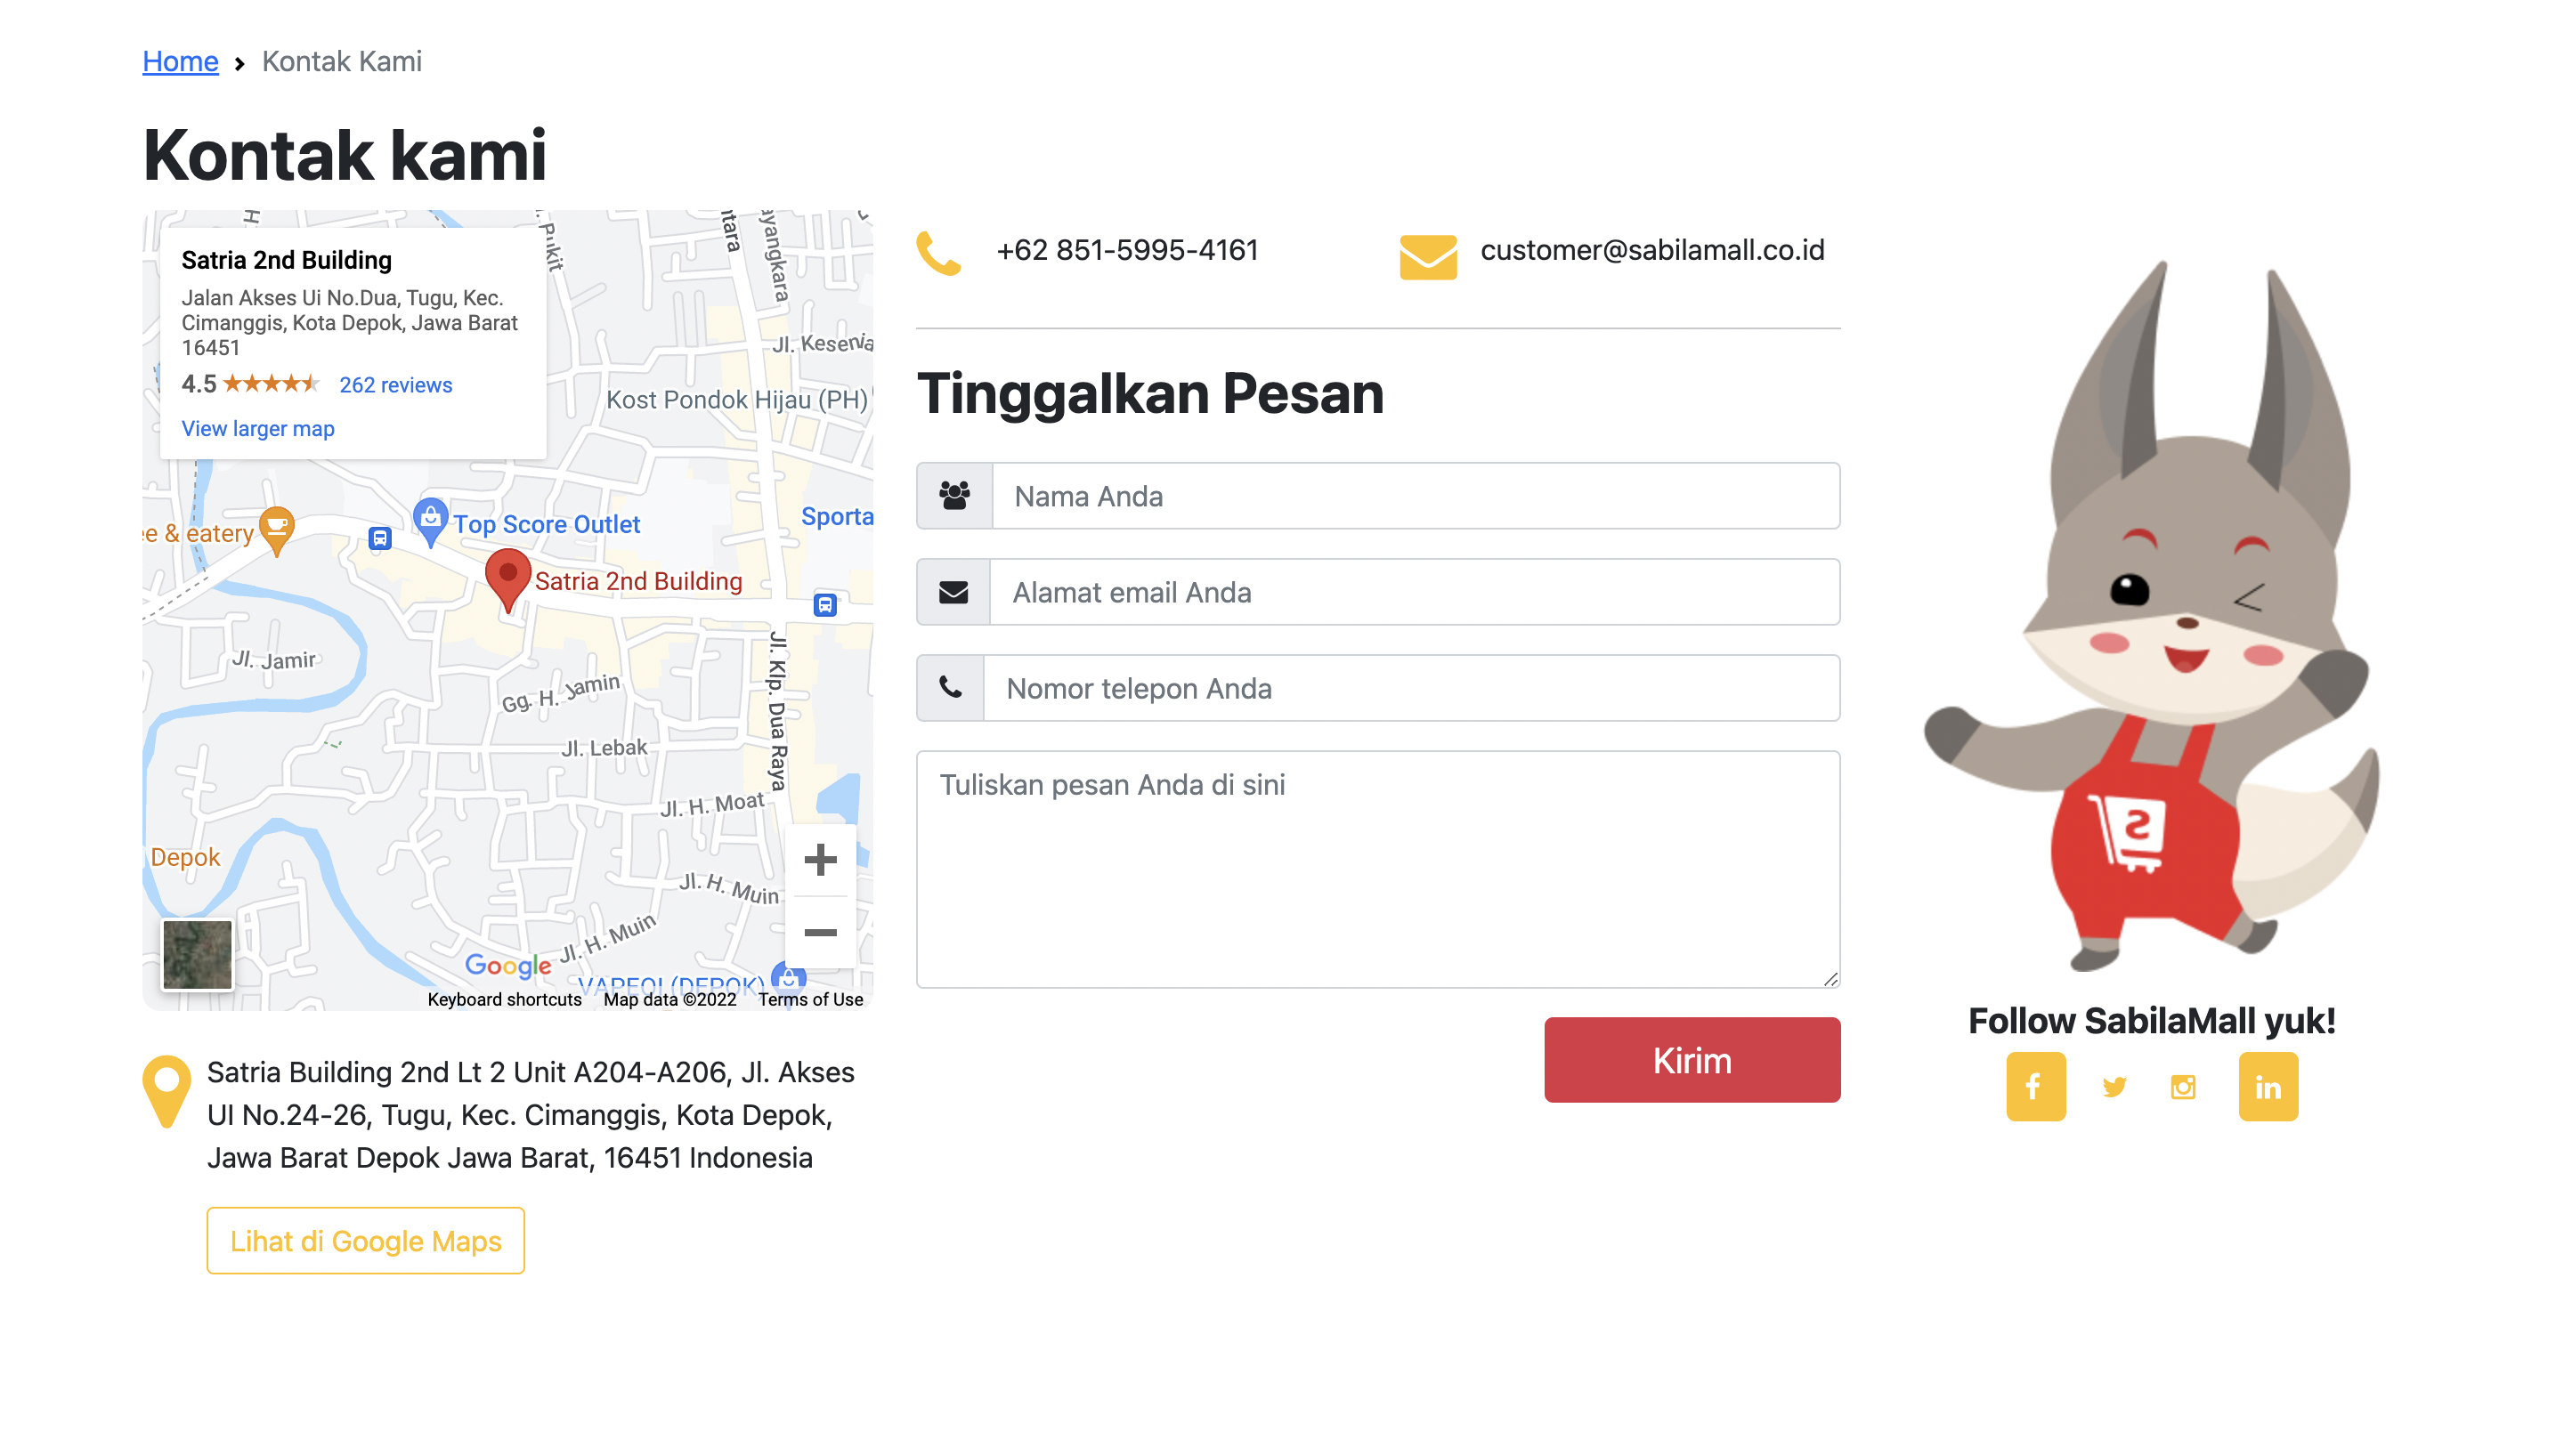 Home > Kontak Kami
Kontak kami
Satria 2nd Building
Jalan Akses Ui No.Dua, Tugu, Kec.
Cimanggis, Kota Depok, Jawa Barat
16451
4.5 262 reviews
View larger map
Jl. Kesenia
Kost Pondok Hijau (PH)
ee & eatery
Top Score Outlet
Sporta
Satria 2nd Building
Jl. Jamir
Gg. H. Yamin
Jl. Klp. Dua Raya
Jl. Lebak
Jl. H. Moat
Depok
Jl. H. Muin
Jl. H. Muin
Google
VAPEOI (DEPOK)
Keyboard shortcuts Map data ©2022 Terms of Use
Satria Building 2nd Lt 2 Unit A204-A206, Jl. Akses
UI No.24-26, Tugu, Kec. Cimanggis, Kota Depok,
Jawa Barat Depok Jawa Barat, 16451 Indonesia
Lihat di Google Maps
+62 851-5995-4161
customer@sabilamall.co.id
Tinggalkan Pesan
Nama Anda
Alamat email Anda
Nomor telepon Anda
Tuliskan pesan Anda di sini
Kirim
S
Follow SabilaMall yuk!